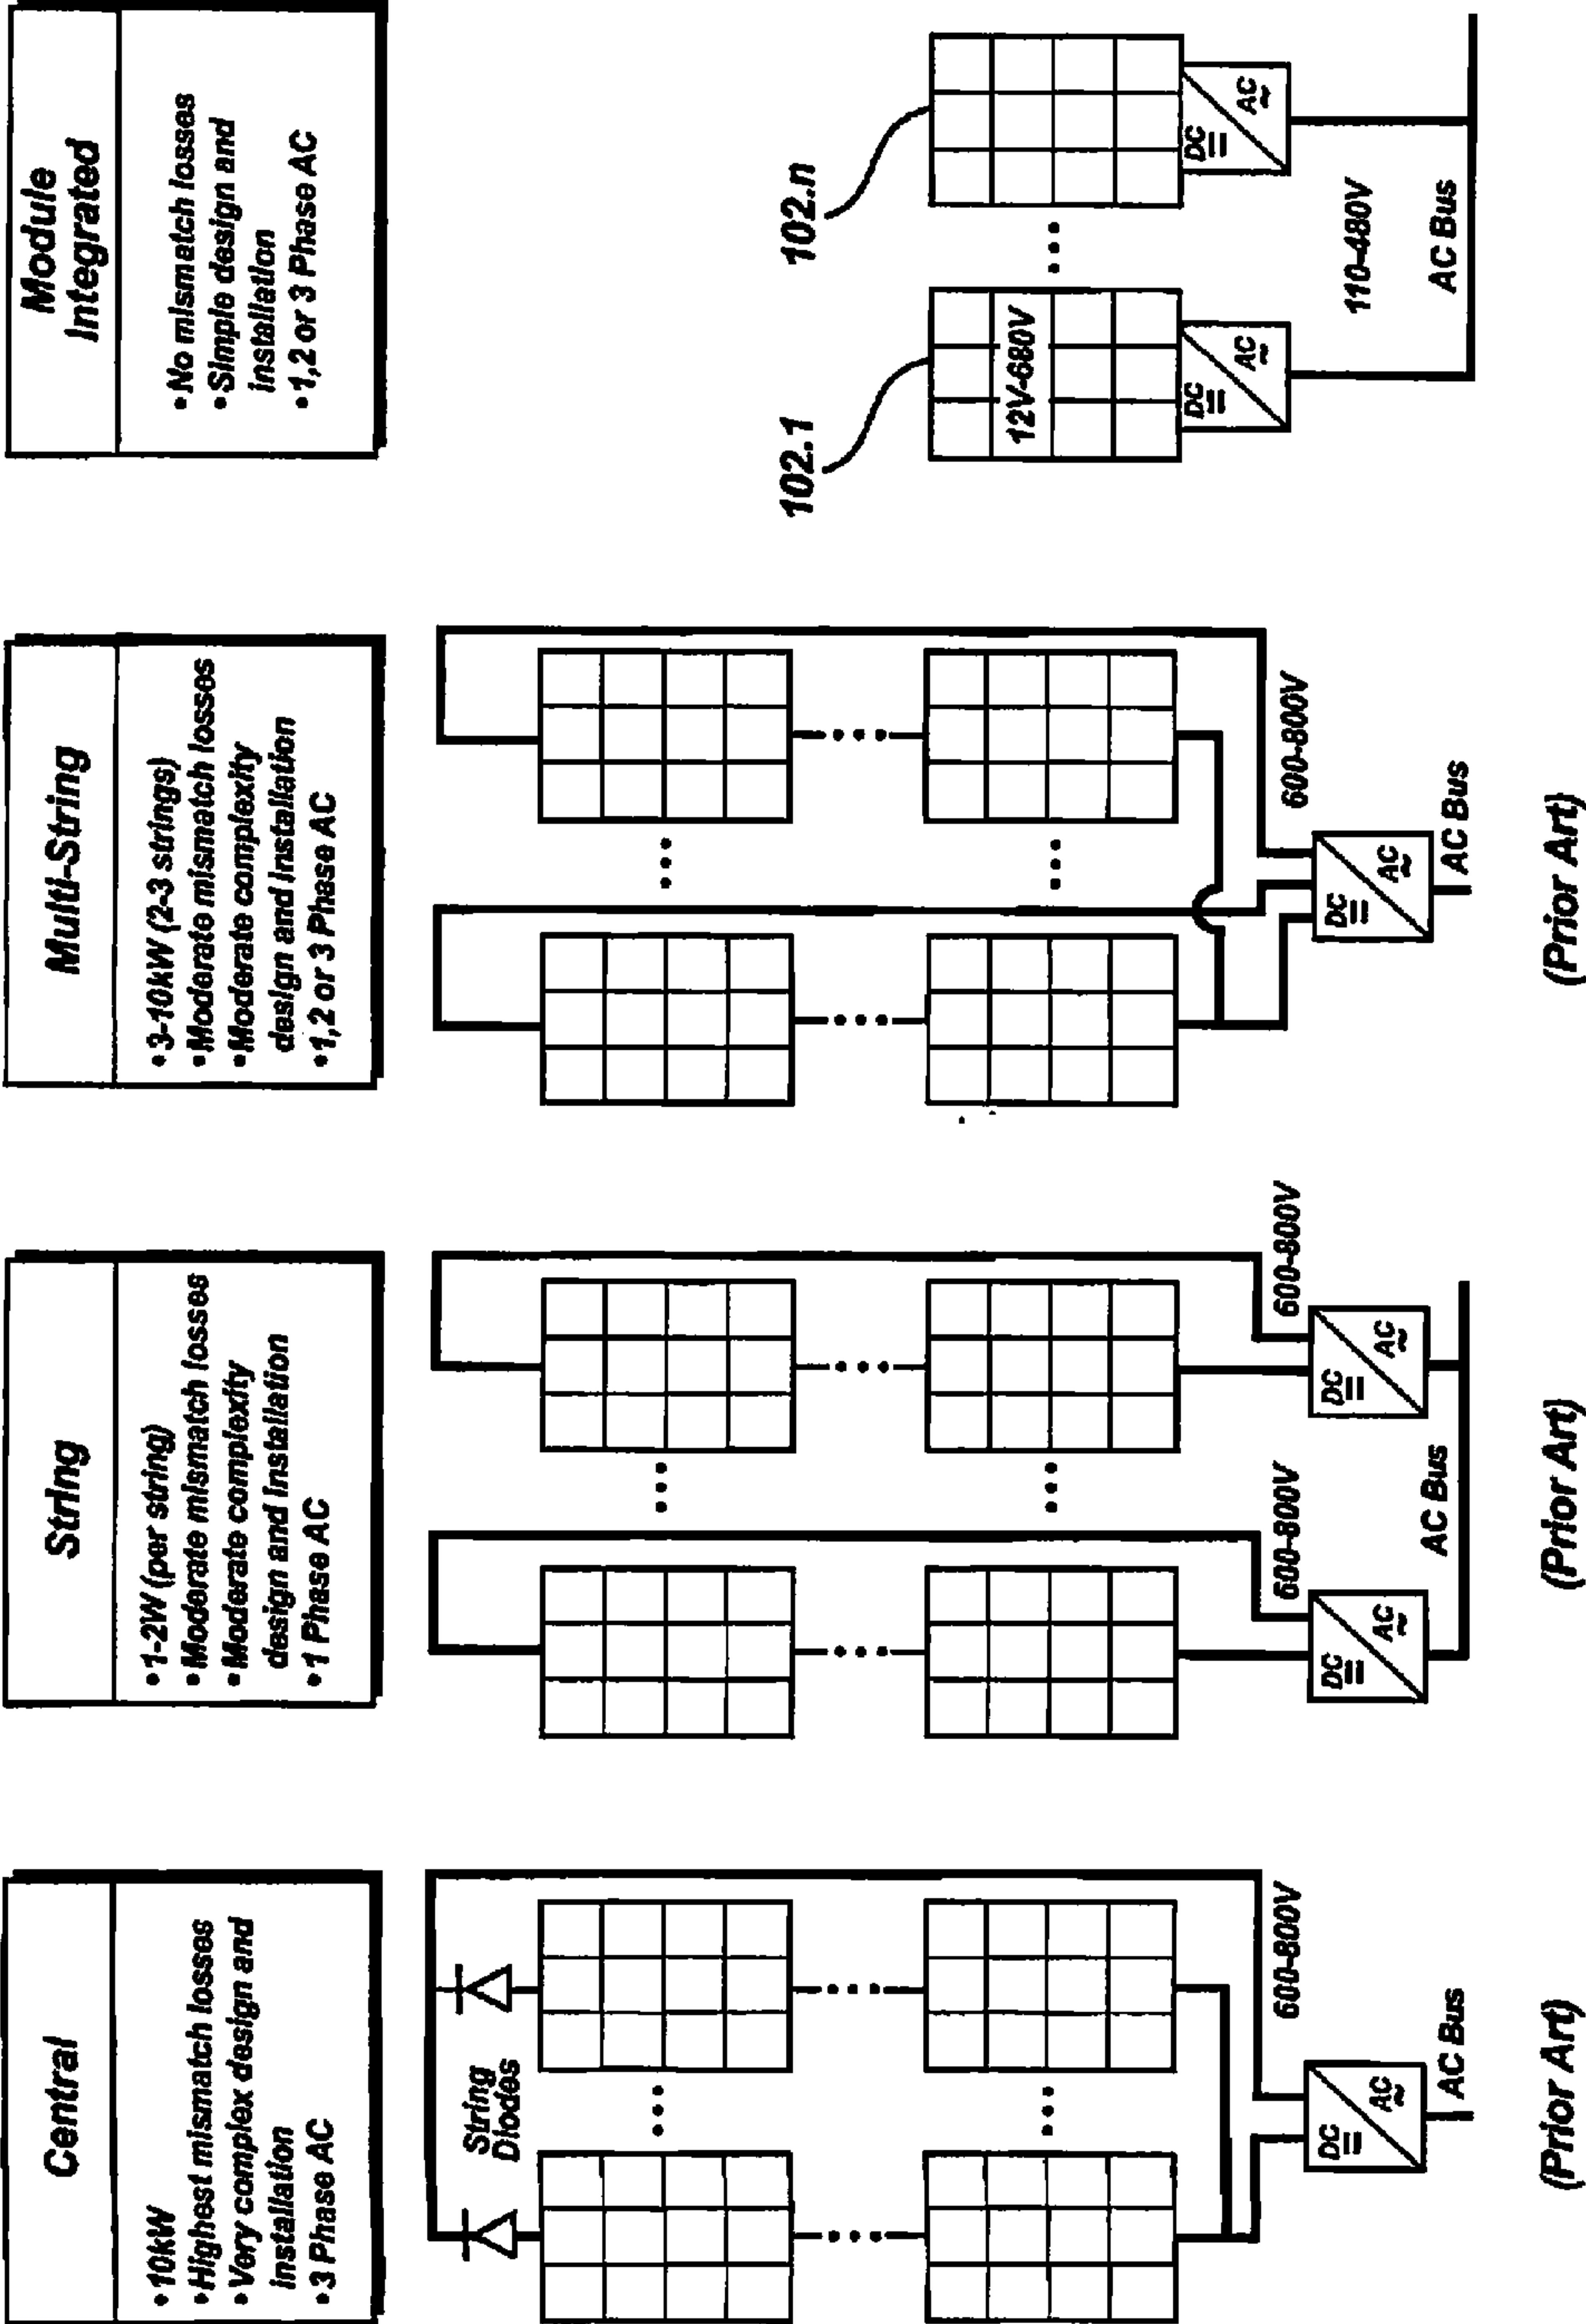 Central
•10kW
•Highest mismatch losses
•Very complex design and
installation
•3 Phase AC
String
Diodes
600-800V
DC
AC
AC Bus
(Prior Art)
String
•1-2W (per string)
•Moderate mismatch losses
•Moderate complexity
design and installation
•1 Phase AC
600-800V
600-800V
DC
AC
DC
AC
AC Bus
(Prior Art)
Multi-String
•3-10kW (2-3 strings)
•Moderate mismatch losses
•Moderate complexity
design and installation
•1,2 or 3 Phase AC
600-800V
DC
AC
AC Bus
(Prior Art)
Module
Integrated
•No mismatch losses
•Simple design and
installation
•1,2 or 3 Phase AC
102.1
102.n
12V-680V
DC
AC
DC
AC
110-480V
AC Bus